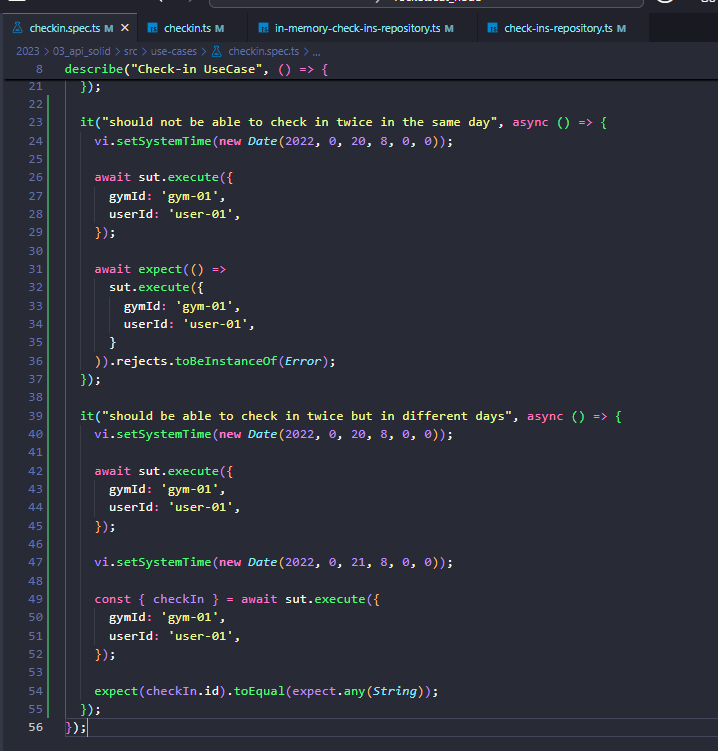 checkin.spec.ts M
checkin.ts M
in-memory-check-ins-repository.ts M
check-ins-repository.ts M
2023 > 03_api_solid > src > use-cases > checkin.spec.ts > ...
8 describe("Check-in UseCase", () => {
21 });
22
23 it("should not be able to check in twice in the same day", async () => {
24 vi.setSystemTime(new Date(2022, 0, 20, 8, 0, 0));
25
26 await sut.execute({
27 gymId: 'gym-01',
28 userId: 'user-01',
29 });
30
31 await expect(() =>
32 sut.execute({
33 gymId: 'gym-01',
34 userId: 'user-01',
35 }
36 )).rejects.toBeInstanceOf(Error);
37 });
38
39 it("should be able to check in twice but in different days", async () => {
40 vi.setSystemTime(new Date(2022, 0, 20, 8, 0, 0));
41
42 await sut.execute({
43 gymId: 'gym-01',
44 userId: 'user-01',
45 });
46
47 vi.setSystemTime(new Date(2022, 0, 21, 8, 0, 0));
48
49 const { checkIn } = await sut.execute({
50 gymId: 'gym-01',
51 userId: 'user-01',
52 });
53
54 expect(checkIn.id).toEqual(expect.any(String));
55 });
56 });